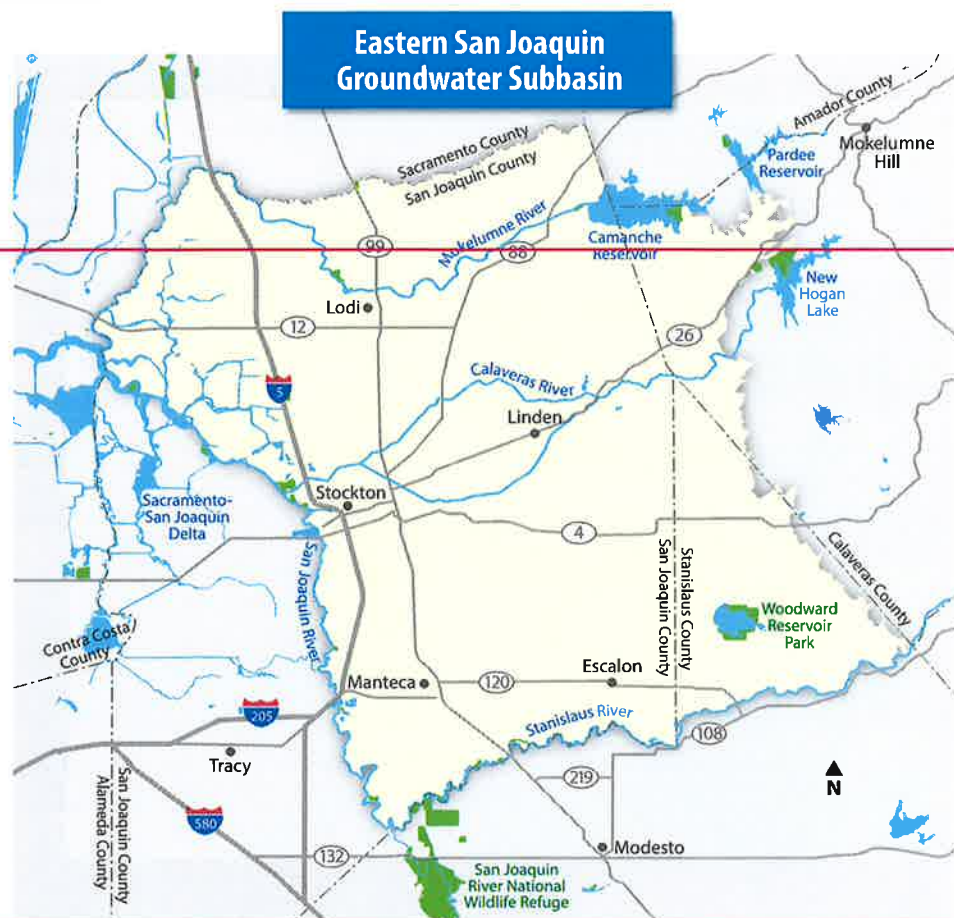 Eastern San Joaquin
Groundwater Subbasin
Amador County
Mokelumne
Hill
Pardee
Reservoir
Sacramento County
San Joaquin County
Mokelumne River
Camanche
Reservoir
99
88
New
Hogan
Lake
Lodi
12
26
5
Calaveras River
Linden
Stockton
Sacramento-
San Joaquin
Delta
4
San Joaquin River
San Joaquin County
Stanislaus County
Calaveras County
Woodward
Reservoir
Park
Contra Costa
County
Escalon
Manteca
120
205
Stanislaus River
108
Tracy
219
N
San Joaquin County
Alameda County
580
132
Modesto
San Joaquin
River National
Wildlife Refuge